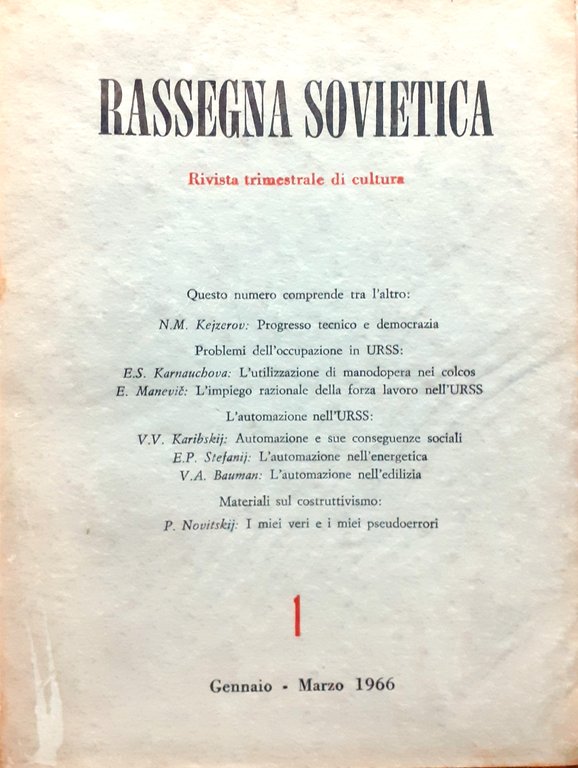 RASSEGNA SOVIETICA
Rivista trimestrale di cultura
Questo numero comprende tra l'altro:
N.M. Kejzerov: Progresso tecnico e democrazia
Problemi dell'occupazione in URSS:
E.S. Karnauchova: L'utilizzazione di manodopera nei colcos
E. Manevič: L'impiego razionale della forza lavoro nell'URSS
L'automazione nell'URSS:
V.V. Karibskij: Automazione e sue conseguenze sociali
E.P. Stefanij: L'automazione nell'energetica
V.A. Bauman: L'automazione nell'edilizia
Materiali sul costruttivismo:
P. Novitskij: I miei veri e i miei pseudoerrori
1
Gennaio - Marzo 1966